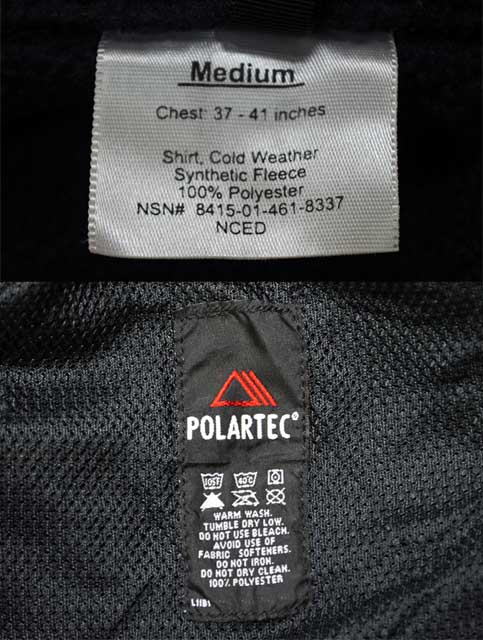 Medium
Chest: 37 - 41 inches
Shirt, Cold Weather
Synthetic Fleece
100% Polyester
NSN# 8415-01-461-8337
NCED
POLARTEC®
105F 40°C
WARM WASH.
TUMBLE DRY LOW.
DO NOT USE BLEACH.
AVOID USE OF
FABRIC SOFTENERS.
DO NOT IRON.
DO NOT DRY CLEAN.
100% POLYESTER